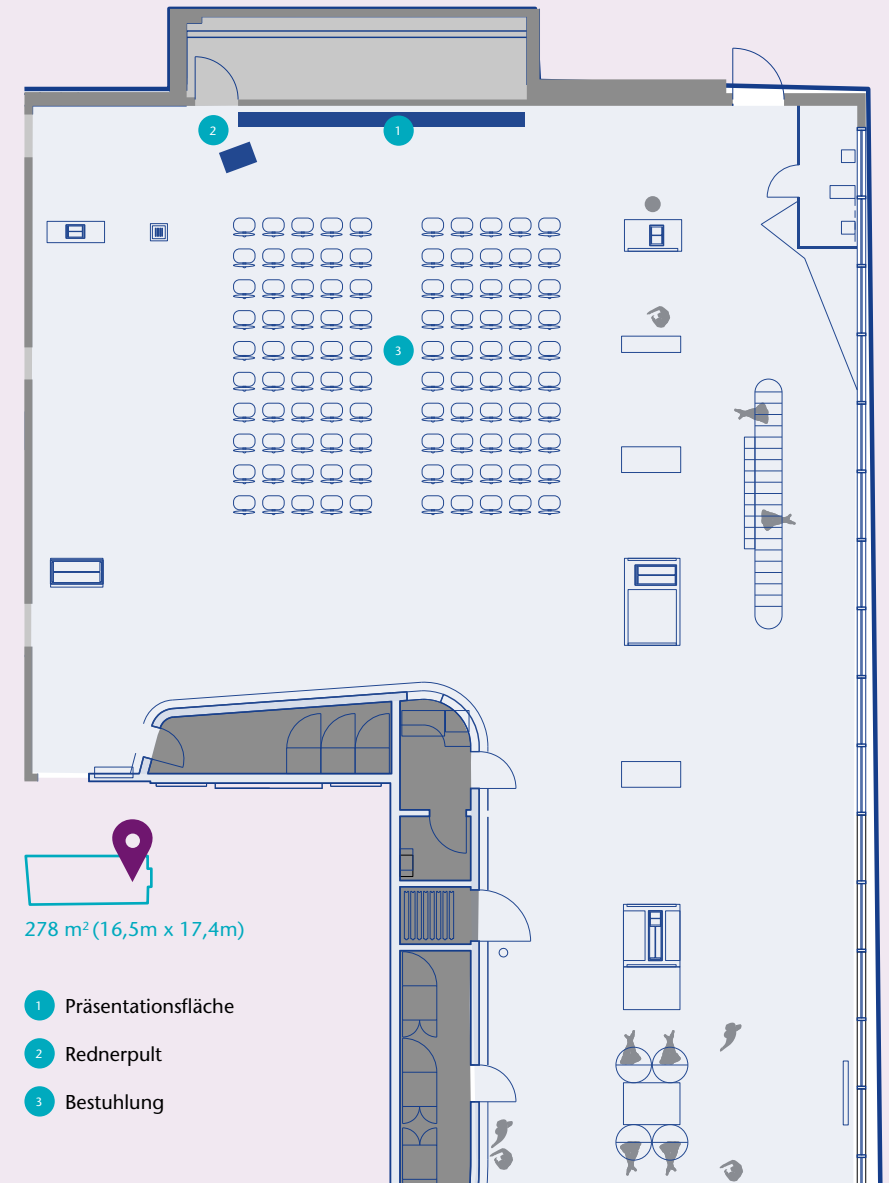 2
1
3
278 m² (16,5m x 17,4m)
1 Präsentationsfläche
2 Rednerpult
3 Bestuhlung